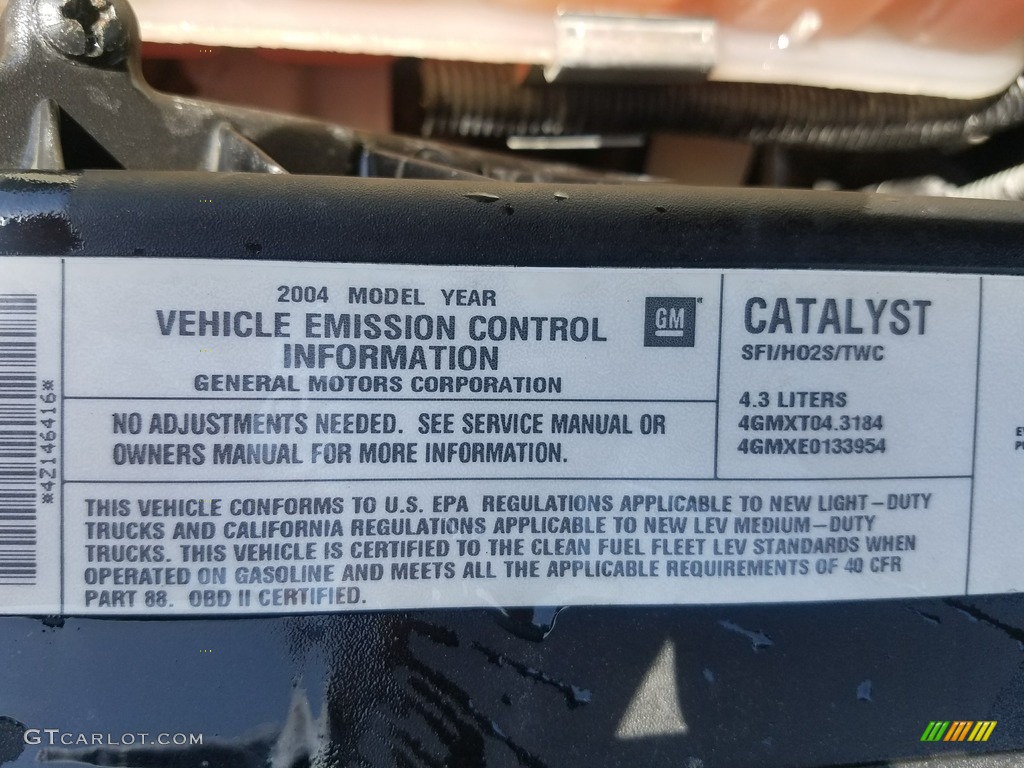 *42146416*
2004 MODEL YEAR
VEHICLE EMISSION CONTROL
INFORMATION
GENERAL MOTORS CORPORATION
GM
NO ADJUSTMENTS NEEDED. SEE SERVICE MANUAL OR
OWNERS MANUAL FOR MORE INFORMATION.
CATALYST
SFI/HO2S/TWC
4.3 LITERS
4GMXT04.3184
4GMXE0133954
THIS VEHICLE CONFORMS TO U.S. EPA REGULATIONS APPLICABLE TO NEW LIGHT-DUTY
TRUCKS AND CALIFORNIA REGULATIONS APPLICABLE TO NEW LEV MEDIUM-DUTY
TRUCKS. THIS VEHICLE IS CERTIFIED TO THE CLEAN FUEL FLEET LEV STANDARDS WHEN
OPERATED ON GASOLINE AND MEETS ALL THE APPLICABLE REQUIREMENTS OF 40 CFR
PART 88. OBD II CERTIFIED.
GTCARLOT.COM